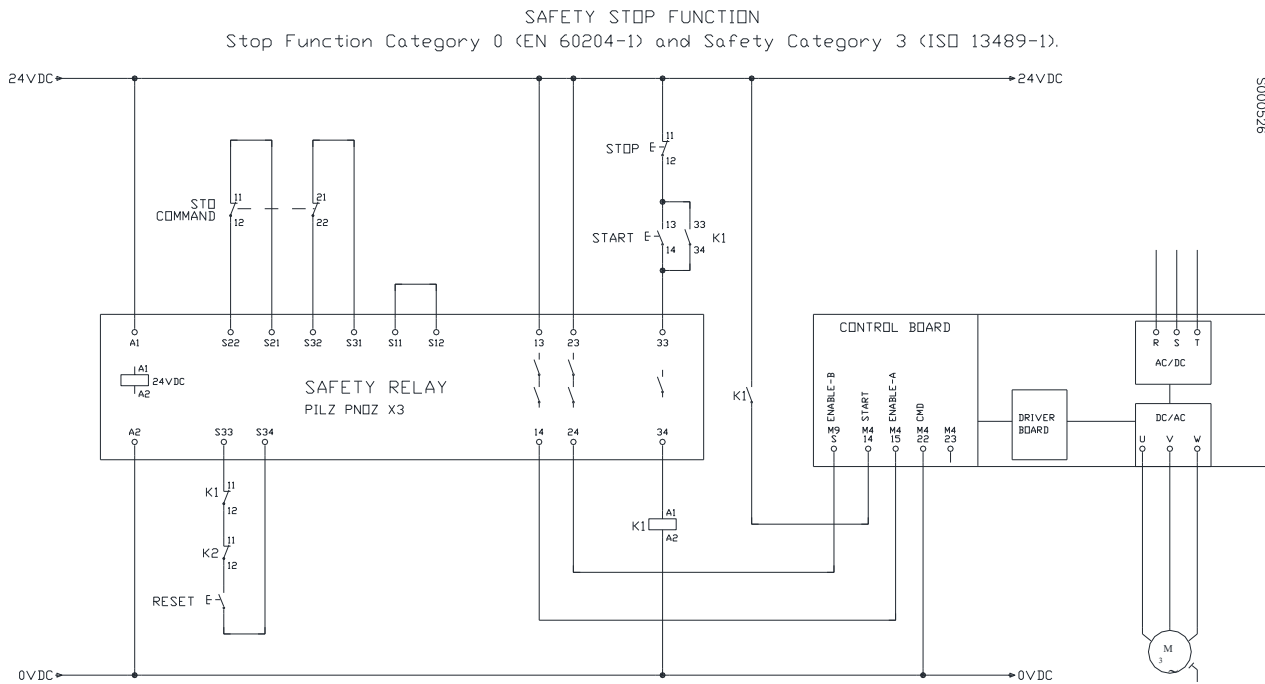 SAFETY STOP FUNCTION
Stop Function Category 0 (EN 60204-1) and Safety Category 3 (ISO 13489-1).
24VDC
24VDC
S000526
STOP
11
12
STO
COMMAND
11
12
21
22
START
13
14
33
34
K1
A1
S22
S21
S32
S31
S11
S12
13
23
33
A1
A2
24VDC
SAFETY RELAY
PILZ PNOZ X3
A2
S33
S34
14
24
34
K1
CONTROL BOARD
ENABLE-B
START
ENABLE-A
CMD
M9
S
M4
14
M4
15
M4
22
M4
23
DRIVER
BOARD
R
S
T
AC/DC
DC/AC
U
V
W
K1
11
12
K2
11
12
RESET
K1
A1
A2
M
3
0VDC
0VDC